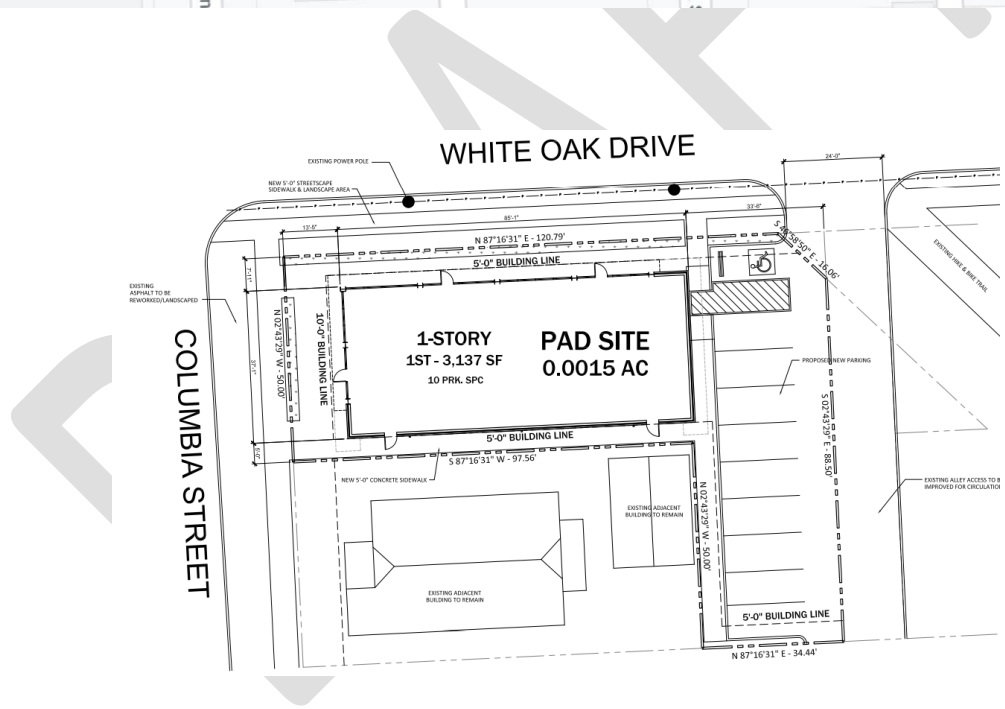 WHITE OAK DRIVE
EXISTING POWER POLE
24'-0"
NEW 5'-0" STREETSCAPE
SIDEWALK & LANDSCAPE AREA
33'-6"
85'-1"
N 87°16'31" E - 120.79'
5'-0" BUILDING LINE
7'-11"
EXISTING
ASPHALT TO BE
REWORKED/LANDSCAPED
EXISTING HIKE & BIKE TRAIL
N 02°43'29" W - 50.00'
10'-0" BUILDING LINE
1-STORY
1ST - 3,137 SF
10 PRK. SPC
PAD SITE
0.0015 AC
COLUMBIA STREET
37'-1"
PROPOSED NEW PARKING
S 02°43'29" E - 88.50'
5'-0" BUILDING LINE
S 87°16'31" W - 97.56'
NEW 5'-0" CONCRETE SIDEWALK
EXISTING ADJACENT
BUILDING TO REMAIN
N 02°43'29" W - 50.00'
EXISTING ALLEY ACCESS TO B
IMPROVED FOR CIRCULATIO
EXISTING ADJACENT
BUILDING TO REMAIN
5'-0" BUILDING LINE
N 87°16'31" E - 34.44'